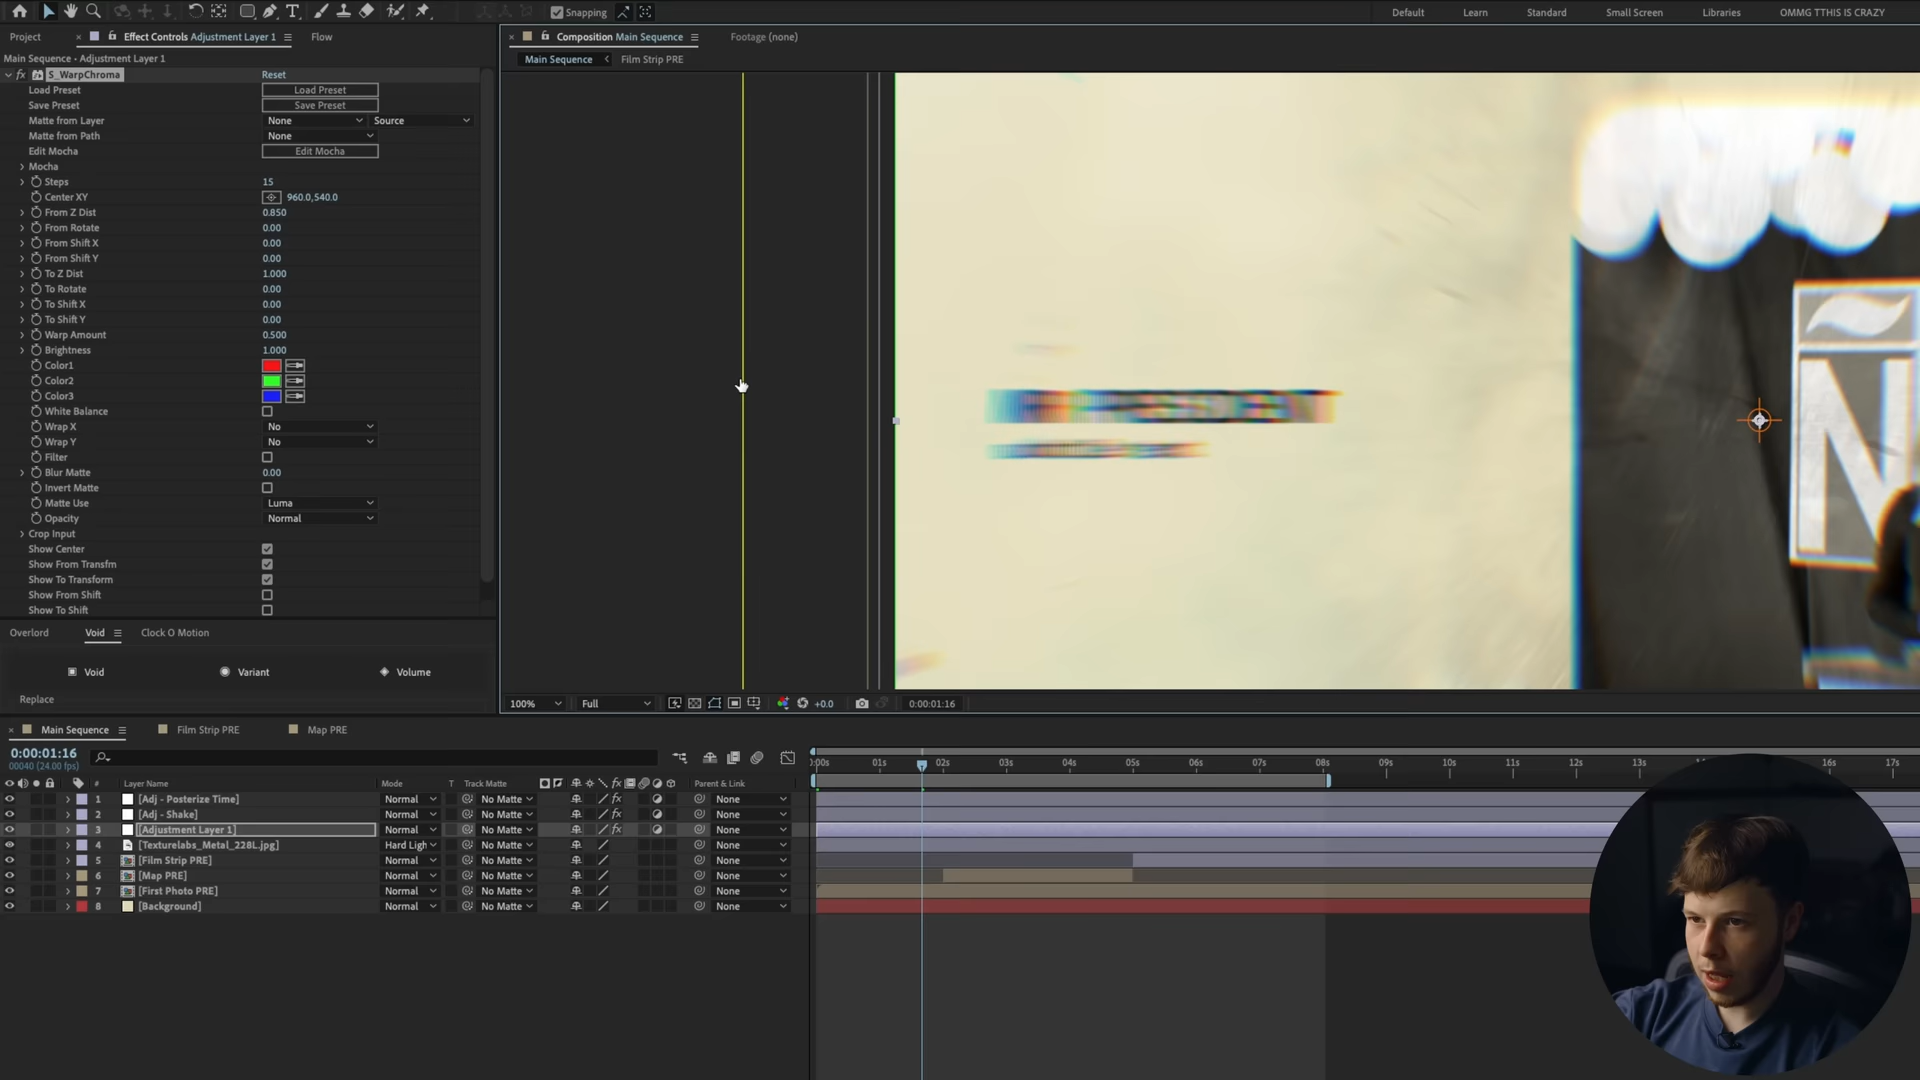 Snapping
Default Learn Standard Small Screen Libraries OMMG TTHIS IS CRAZY
Project × Effect Controls Adjustment Layer 1 Flow
× Composition Main Sequence Footage (none)
Main Sequence • Adjustment Layer 1
Main Sequence Film Strip PRE
fx S_WarpChroma Reset
Load Preset Load Preset
Save Preset Save Preset
Matte from Layer None Source
Matte from Path None
Edit Mocha Edit Mocha
Mocha
Steps 15
Center XY 960.0,540.0
From Z Dist 0.850
From Rotate 0.00
From Shift X 0.00
From Shift Y 0.00
To Z Dist 1.000
To Rotate 0.00
To Shift X 0.00
To Shift Y 0.00
Warp Amount 0.500
Brightness 1.000
Color1
Color2
Color3
White Balance
Wrap X No
Wrap Y No
Filter
Blur Matte 0.00
Invert Matte
Matte Use Luma
Opacity Normal
Crop Input
Show Center
Show From Transfm
Show To Transform
Show From Shift
Show To Shift
N
Overlord Void Clock O Motion
Void Variant Volume
Replace
100% Full +0.0 0:00:01:16
× Main Sequence Film Strip PRE Map PRE
0:00:01:16
00040 (24.00 fps)
:00s 01s 02s 03s 04s 05s 06s 07s 08s 09s 10s 11s 12s 13s 16s 17s
# Layer Name Mode T Track Matte fx Parent & Link
1 [Adj - Posterize Time] Normal No Matte fx None
2 [Adj - Shake] Normal No Matte fx None
3 [Adjustment Layer 1] Normal No Matte fx None
4 [Texturelabs_Metal_228L.jpg] Hard Ligh No Matte None
5 [Film Strip PRE] Normal No Matte None
6 [Map PRE] Normal No Matte None
7 [First Photo PRE] Normal No Matte None
8 [Background] Normal No Matte None